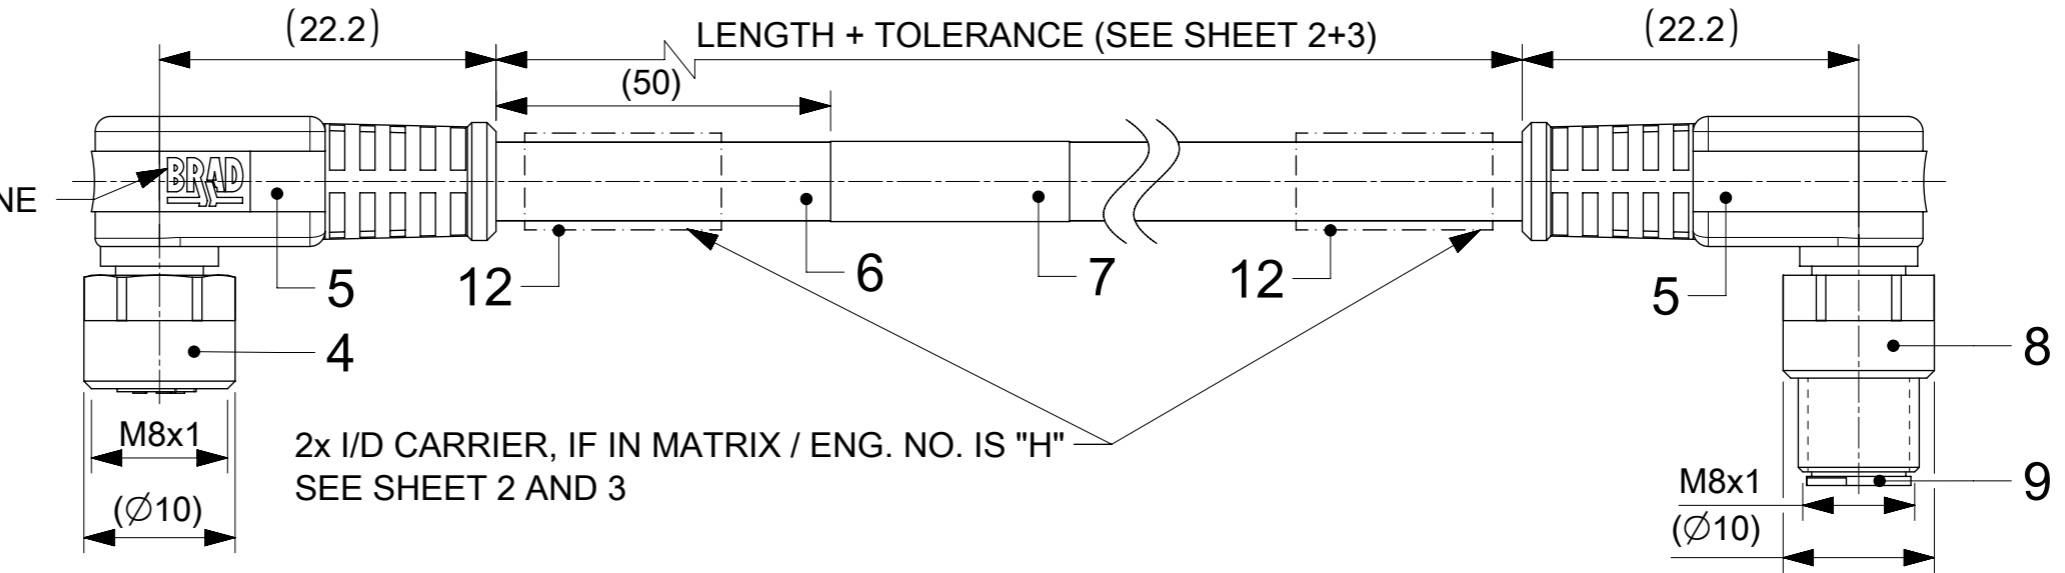 (22.2)
LENGTH + TOLERANCE (SEE SHEET 2+3)
(22.2)
(50)
BRAD
NE
5
12
6
7
12
5
4
8
2x I/D CARRIER, IF IN MATRIX / ENG. NO. IS "H"
SEE SHEET 2 AND 3
M8x1
(∅10)
9
M8x1
(∅10)